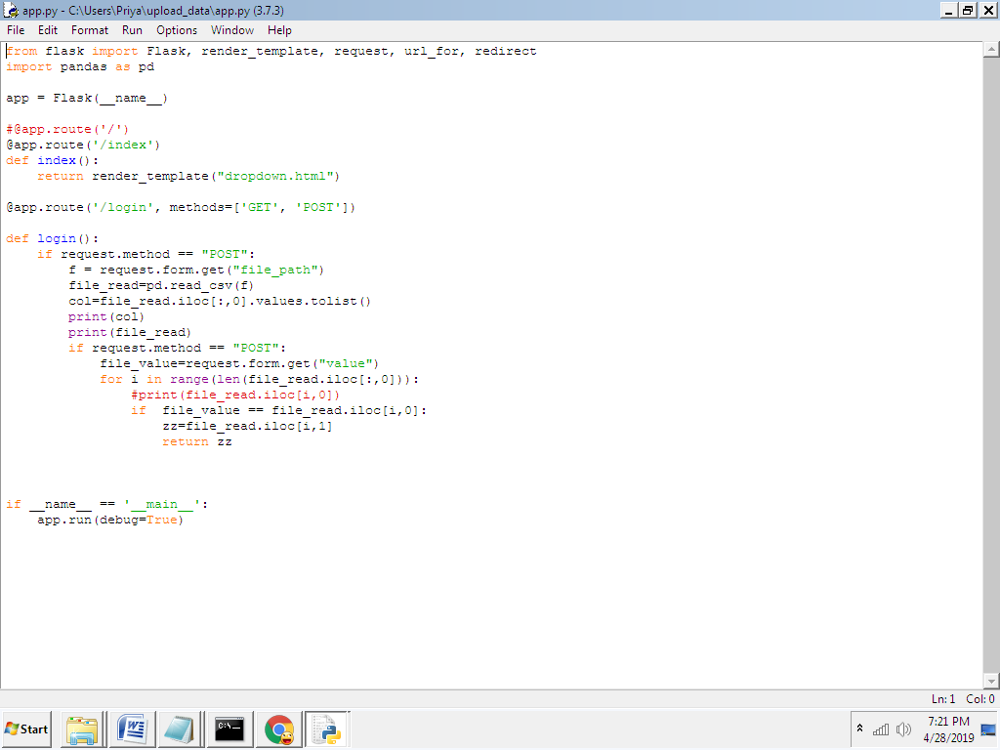 app.py - C:\Users\Priya\upload_data\app.py (3.7.3)
File Edit Format Run Options Window Help
from flask import Flask, render_template, request, url_for, redirect
import pandas as pd

app = Flask(__name__)

#@app.route('/')
@app.route('/index')
def index():
    return render_template("dropdown.html")

@app.route('/login', methods=['GET', 'POST'])

def login():
    if request.method == "POST":
        f = request.form.get("file_path")
        file_read=pd.read_csv(f)
        col=file_read.iloc[:,0].values.tolist()
        print(col)
        print(file_read)
        if request.method == "POST":
            file_value=request.form.get("value")
            for i in range(len(file_read.iloc[:,0])):
                #print(file_read.iloc[i,0])
                if  file_value == file_read.iloc[i,0]:
                    zz=file_read.iloc[i,1]
                    return zz

if __name__ == '__main__':
    app.run(debug=True)
Ln: 1 Col: 0
Start
C:\.
7:21 PM
4/28/2019